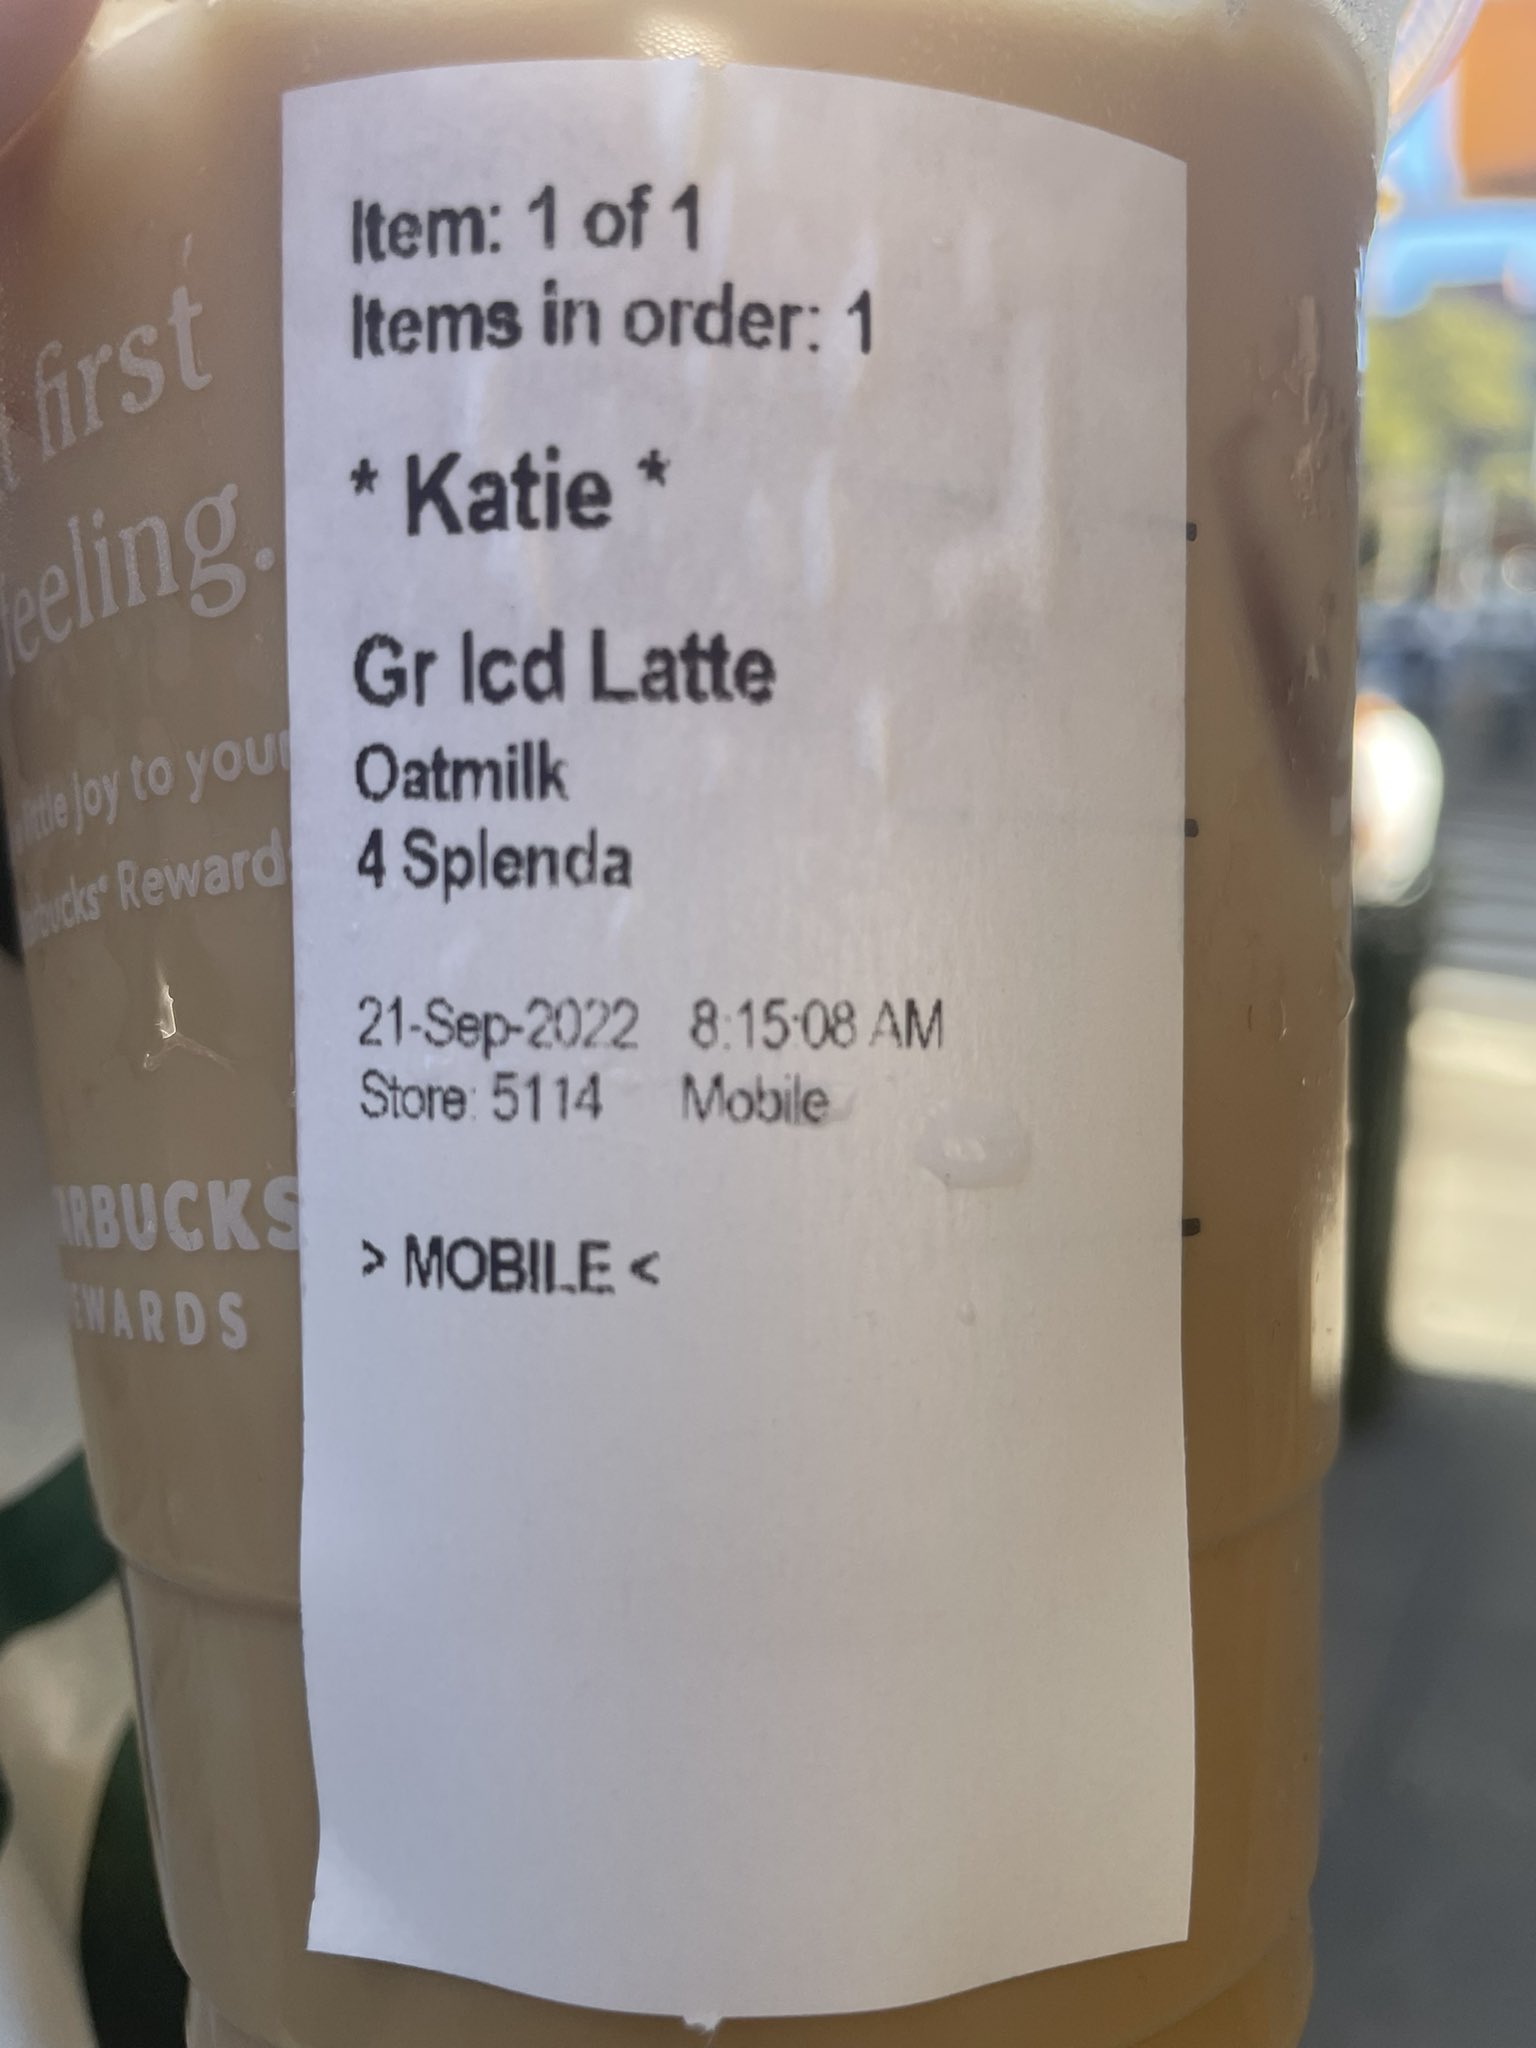 Item: 1 of 1
Items in order: 1
* Katie *
Gr Icd Latte
Oatmilk
4 Splenda
21-Sep-2022 8:15:08 AM
Store: 5114 Mobile
> MOBILE <
first
feeling.
little joy to your
Rewards
STARBUCKS
REWARDS